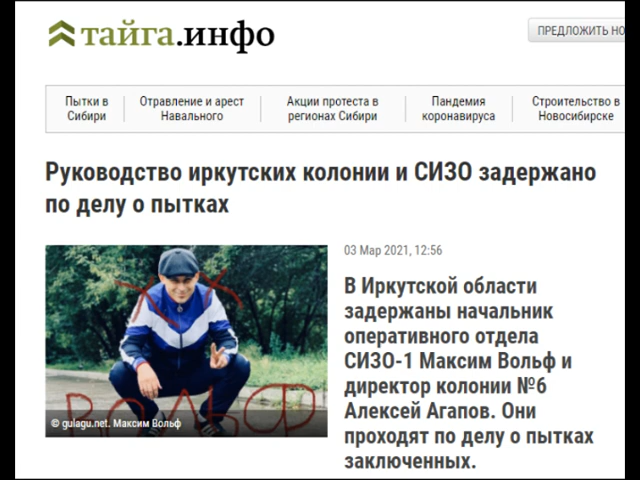 тайга.инфо
ПРЕДЛОЖИТЬ НО
Пытки в
Сибири
Отравление и арест
Навального
Акции протеста в
регионах Сибири
Пандемия
коронавируса
Строительство в
Новосибирске
Руководство иркутских колонии и СИЗО задержано
по делу о пытках
03 Мар 2021, 12:56
В Иркутской области
задержаны начальник
оперативного отдела
СИЗО-1 Максим Вольф и
директор колонии №6
Алексей Агапов. Они
проходят по делу о пытках
заключенных.
ВОЛЬФ
© gulagu.net. Максим Вольф